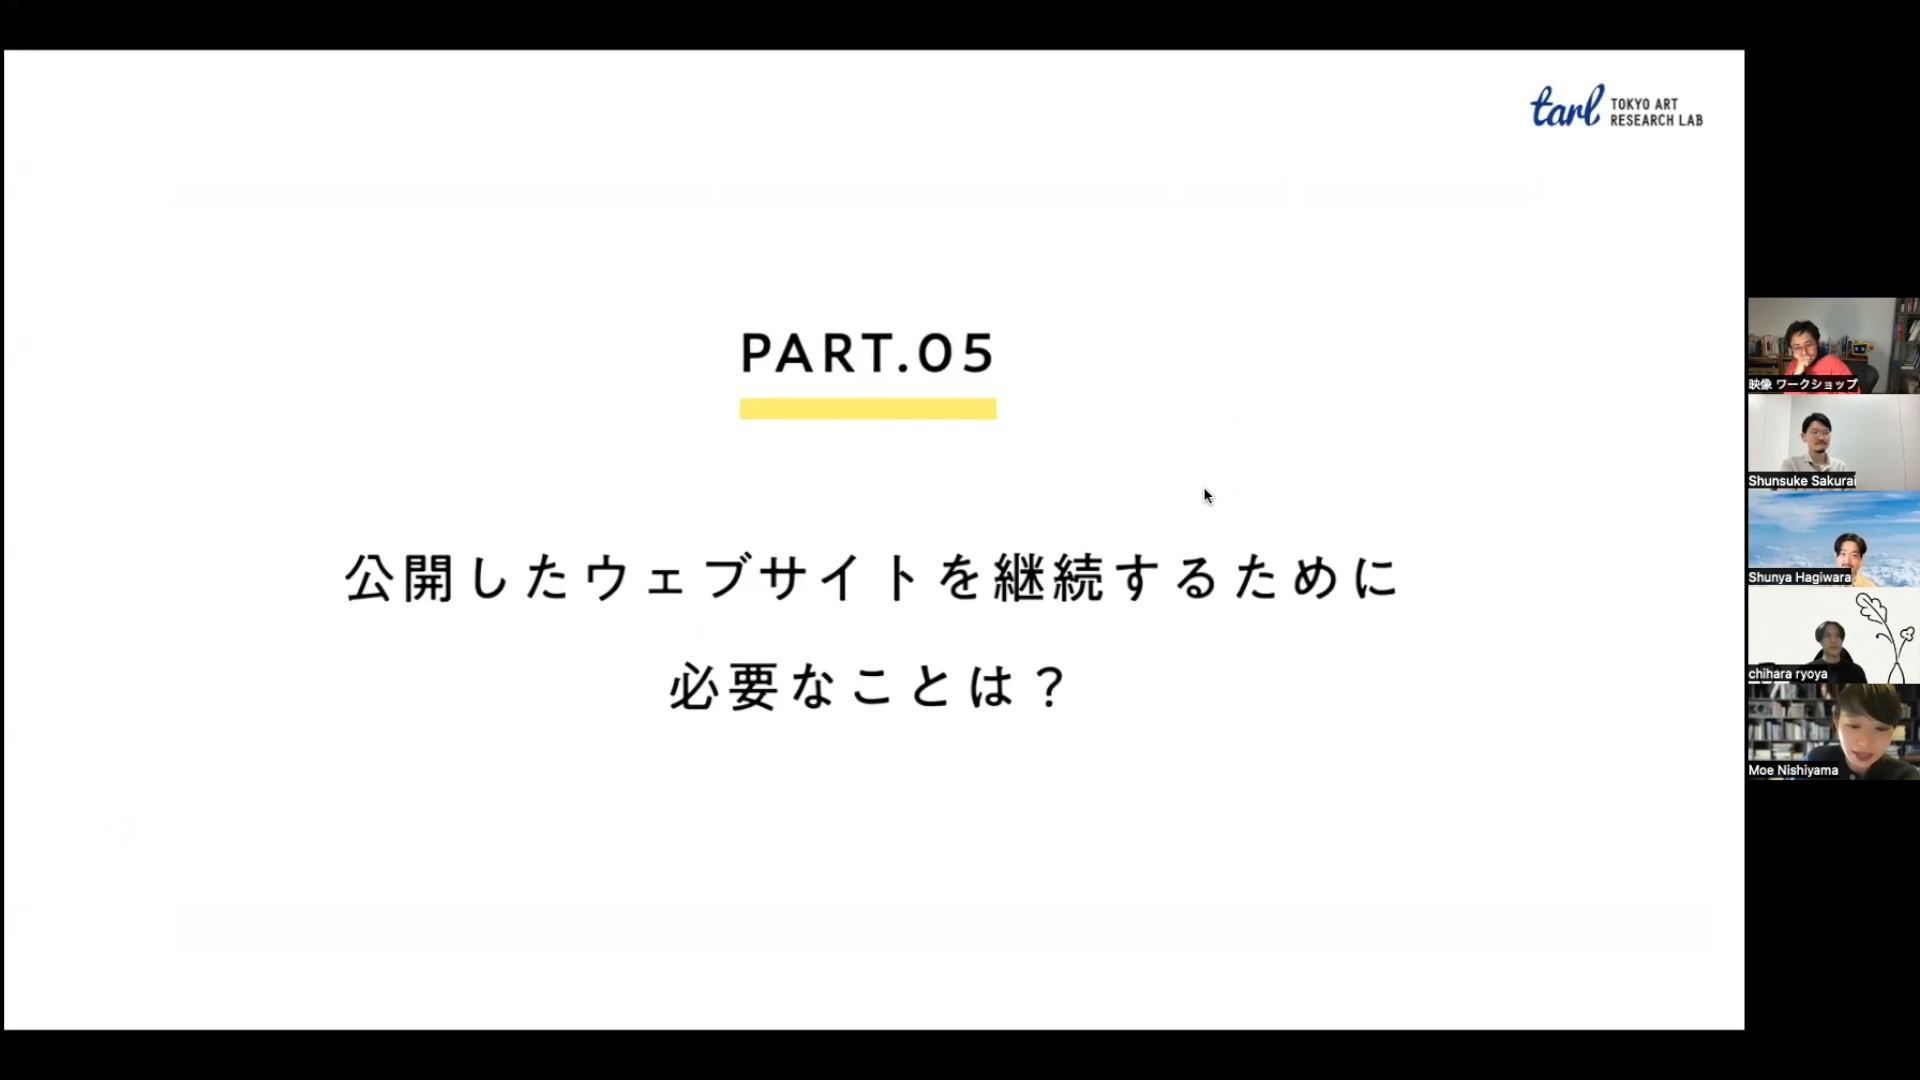 tarl TOKYO ART
RESEARCH LAB
PART.05
公開したウェブサイトを継続するために
必要なことは？
映像 ワークショップ
Shunsuke Sakurai
Shunya Hagiwara
chihara ryoya
Moe Nishiyama